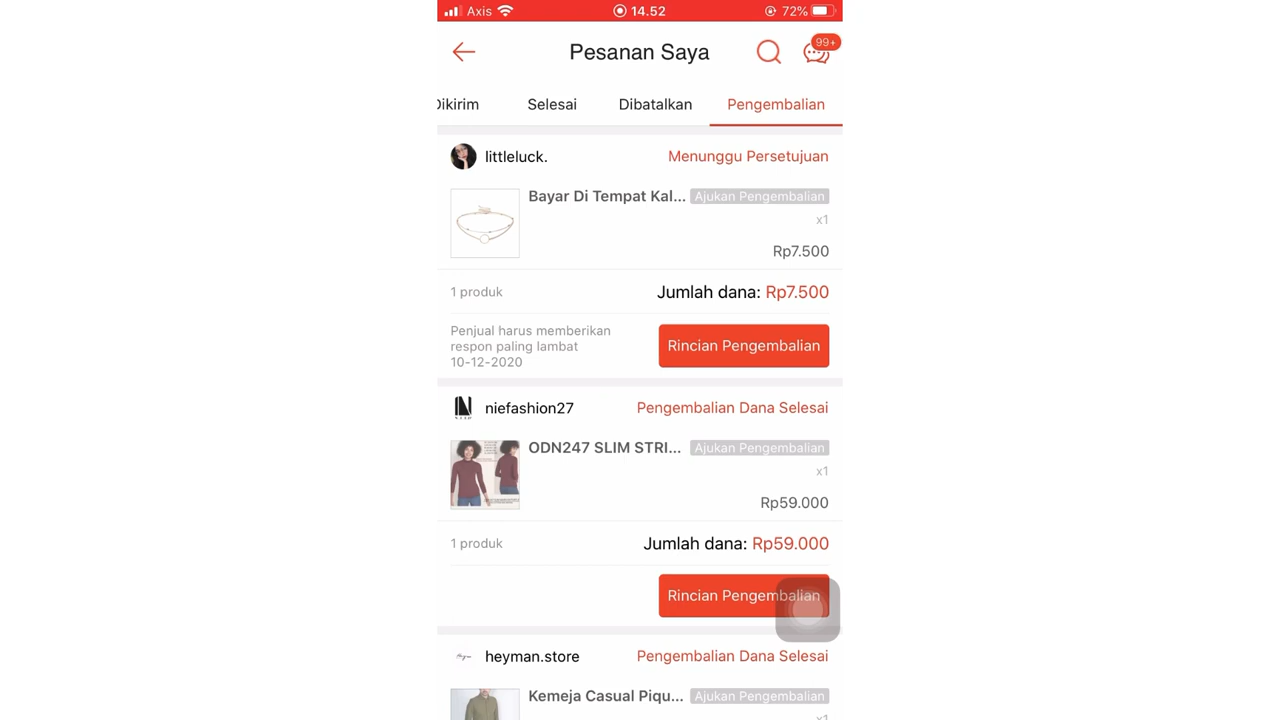 Axis 14.52 72%
Pesanan Saya 99+
Dikirim Selesai Dibatalkan Pengembalian
littleluck. Menunggu Persetujuan
Bayar Di Tempat Kal... Ajukan Pengembalian
x1
Rp7.500
1 produk Jumlah dana: Rp7.500
Penjual harus memberikan
respon paling lambat
10-12-2020
Rincian Pengembalian
niefashion27 Pengembalian Dana Selesai
ODN247 SLIM STRI... Ajukan Pengembalian
x1
Rp59.000
1 produk Jumlah dana: Rp59.000
Rincian Pengembalian
heyman.store Pengembalian Dana Selesai
Kemeja Casual Piqu... Ajukan Pengembalian
x1